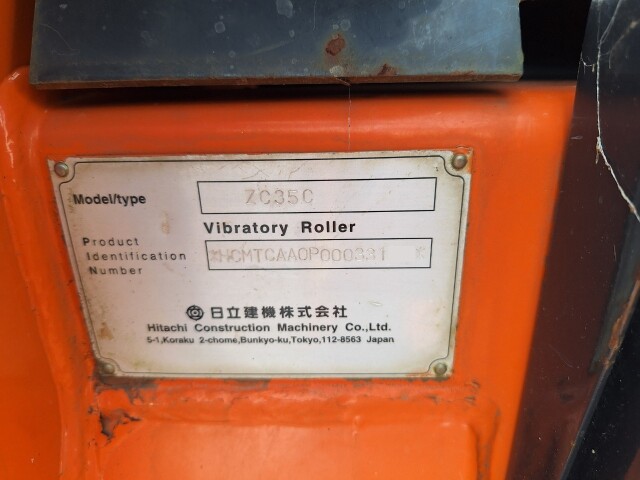 Model/type ZC35C
Vibratory Roller
Product
Identification
Number
*HCMTCAA0P000331 *
日立建機株式会社
Hitachi Construction Machinery Co.,Ltd.
5-1,Koraku 2-chome,Bunkyo-ku,Tokyo,112-8563 Japan